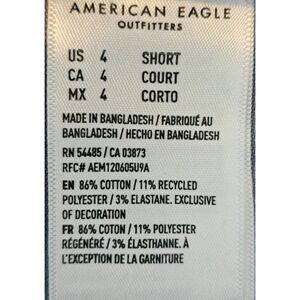 AMERICAN EAGLE
OUTFITTERS
US 4 SHORT
CA 4 COURT
MX 4 CORTO
MADE IN BANGLADESH / FABRIQUÉ AU
BANGLADESH / HECHO EN BANGLADESH
RN 54485 / CA 03873
RFC# AEM120605U9A
EN 86% COTTON / 11% RECYCLED
POLYESTER / 3% ELASTANE. EXCLUSIVE
OF DECORATION
FR 86% COTON / 11% POLYESTER
RÉGÉNÉRÉ / 3% ÉLASTHANNE. À
L'EXCEPTION DE LA GARNITURE